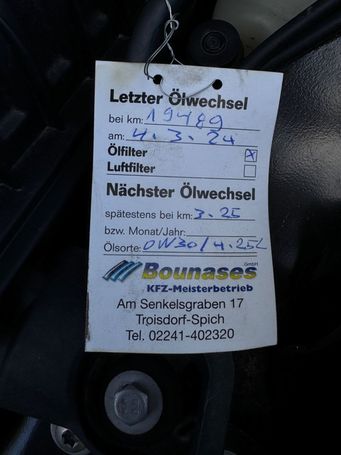 Letzter Ölwechsel
bei km: 19489
am: 4.3.24
Ölfilter
Luftfilter
Nächster Ölwechsel
spätestens bei km: 3.25
bzw. Monat/Jahr:
Ölsorte: 0W30/4.25L
Bounases GmbH
KFZ-Meisterbetrieb
Am Senkelsgraben 17
Troisdorf-Spich
Tel. 02241-402320